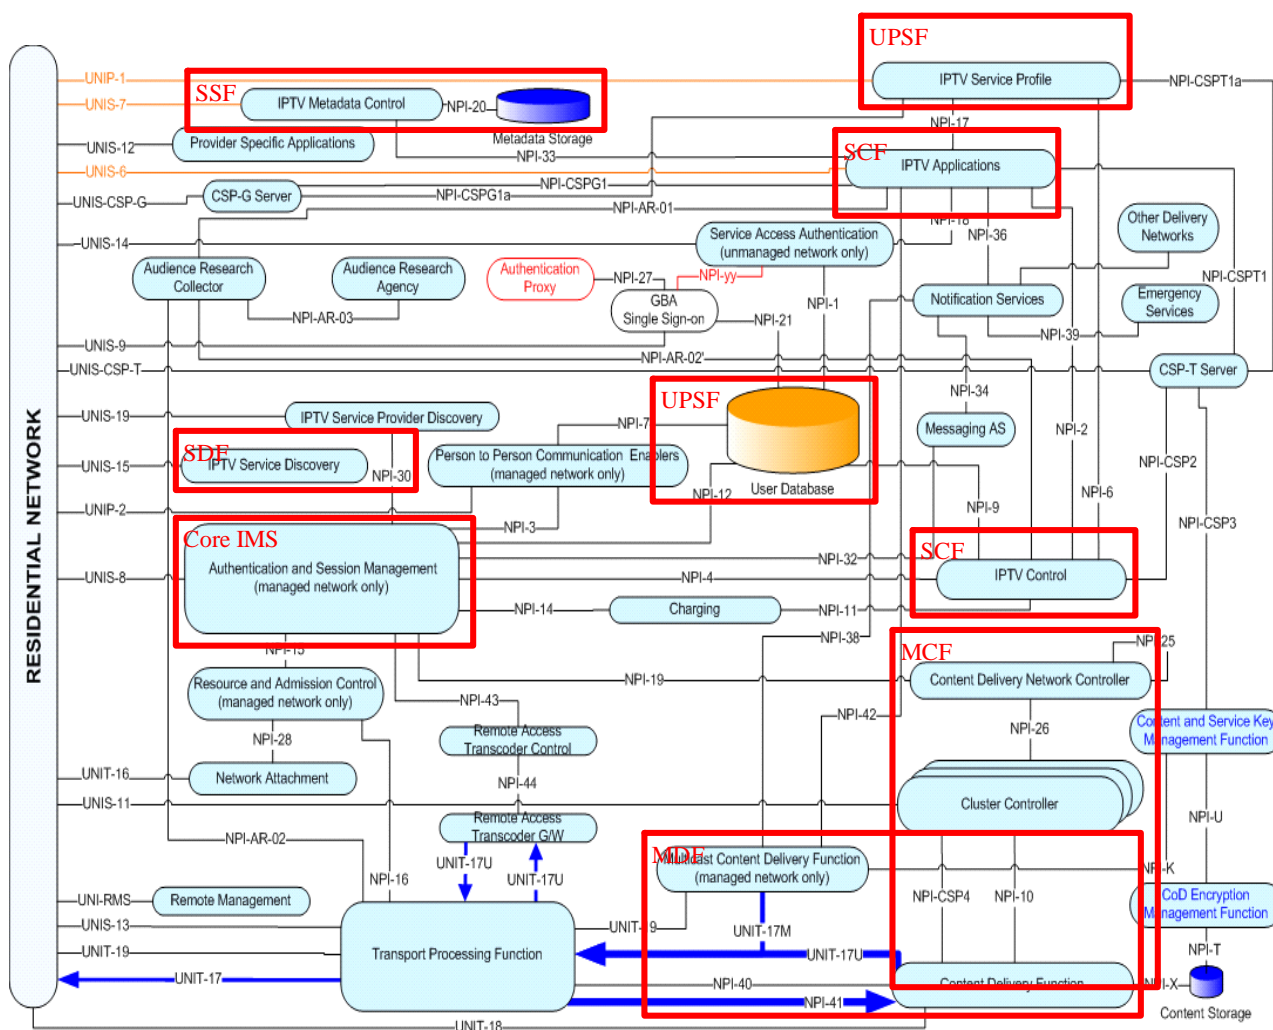 UPSF
UNIP-1
IPTV Service Profile
NPI-CSPT1a
SSF
UNIS-7
IPTV Metadata Control
NPI-20
Metadata Storage
NPI-17
UNIS-12
Provider Specific Applications
NPI-33
SCF
IPTV Applications
UNIS-6
NPI-CSPG1
CSP-G Server
NPI-CSPG1a
UNIS-CSP-G
NPI-AR-01
NPI-18
NPI-36
Other Delivery
Networks
UNIS-14
Service Access Authentication
(unmanaged network only)
Audience Research
Collector
Audience Research
Agency
Authentication
Proxy
NPI-27
NPI-yy
GBA
Single Sign-on
NPI-1
NPI-CSPT1
Notification Services
Emergency
Services
NPI-AR-03
NPI-21
NPI-39
UNIS-9
NPI-AR-02'
UNIS-CSP-T
CSP-T Server
NPI-34
UPSF
UNIS-19
IPTV Service Provider Discovery
NPI-7
Messaging AS
NPI-2
SDF
UNIS-15
IPTV Service Discovery
NPI-30
Person to Person Communication Enablers
(managed network only)
User Database
NPI-CSP2
NPI-12
NPI-9
NPI-6
UNIP-2
NPI-3
NPI-CSP3
Core IMS
SCF
NPI-32
UNIS-8
Authentication and Session Management
(managed network only)
NPI-4
IPTV Control
NPI-14
Charging
NPI-11
RESIDENTIAL NETWORK
NPI-38
NPI-15
MCF
NPI-25
Resource and Admission Control
(managed network only)
NPI-19
Content Delivery Network Controller
NPI-43
NPI-42
NPI-26
Remote Access
Transcoder Control
Content and Service Key
Management Function
NPI-28
UNIT-16
Network Attachment
NPI-44
UNIS-11
Cluster Controller
NPI-U
NPI-AR-02
Remote Access
Transcoder G/W
UNIT-17U
UNIT-17U
MDF
Multicast Content Delivery Function
(managed network only)
NPI-K
NPI-16
NPI-CSP4
NPI-10
CoD Encryption
Management Function
UNI-RMS
Remote Management
UNIS-13
UNIT-19
UNIT-17M
UNIT-19
Transport Processing Function
UNIT-17U
NPI-T
UNIT-17
NPI-40
Content Delivery Function
NPI-X
NPI-41
Content Storage
UNIT-18